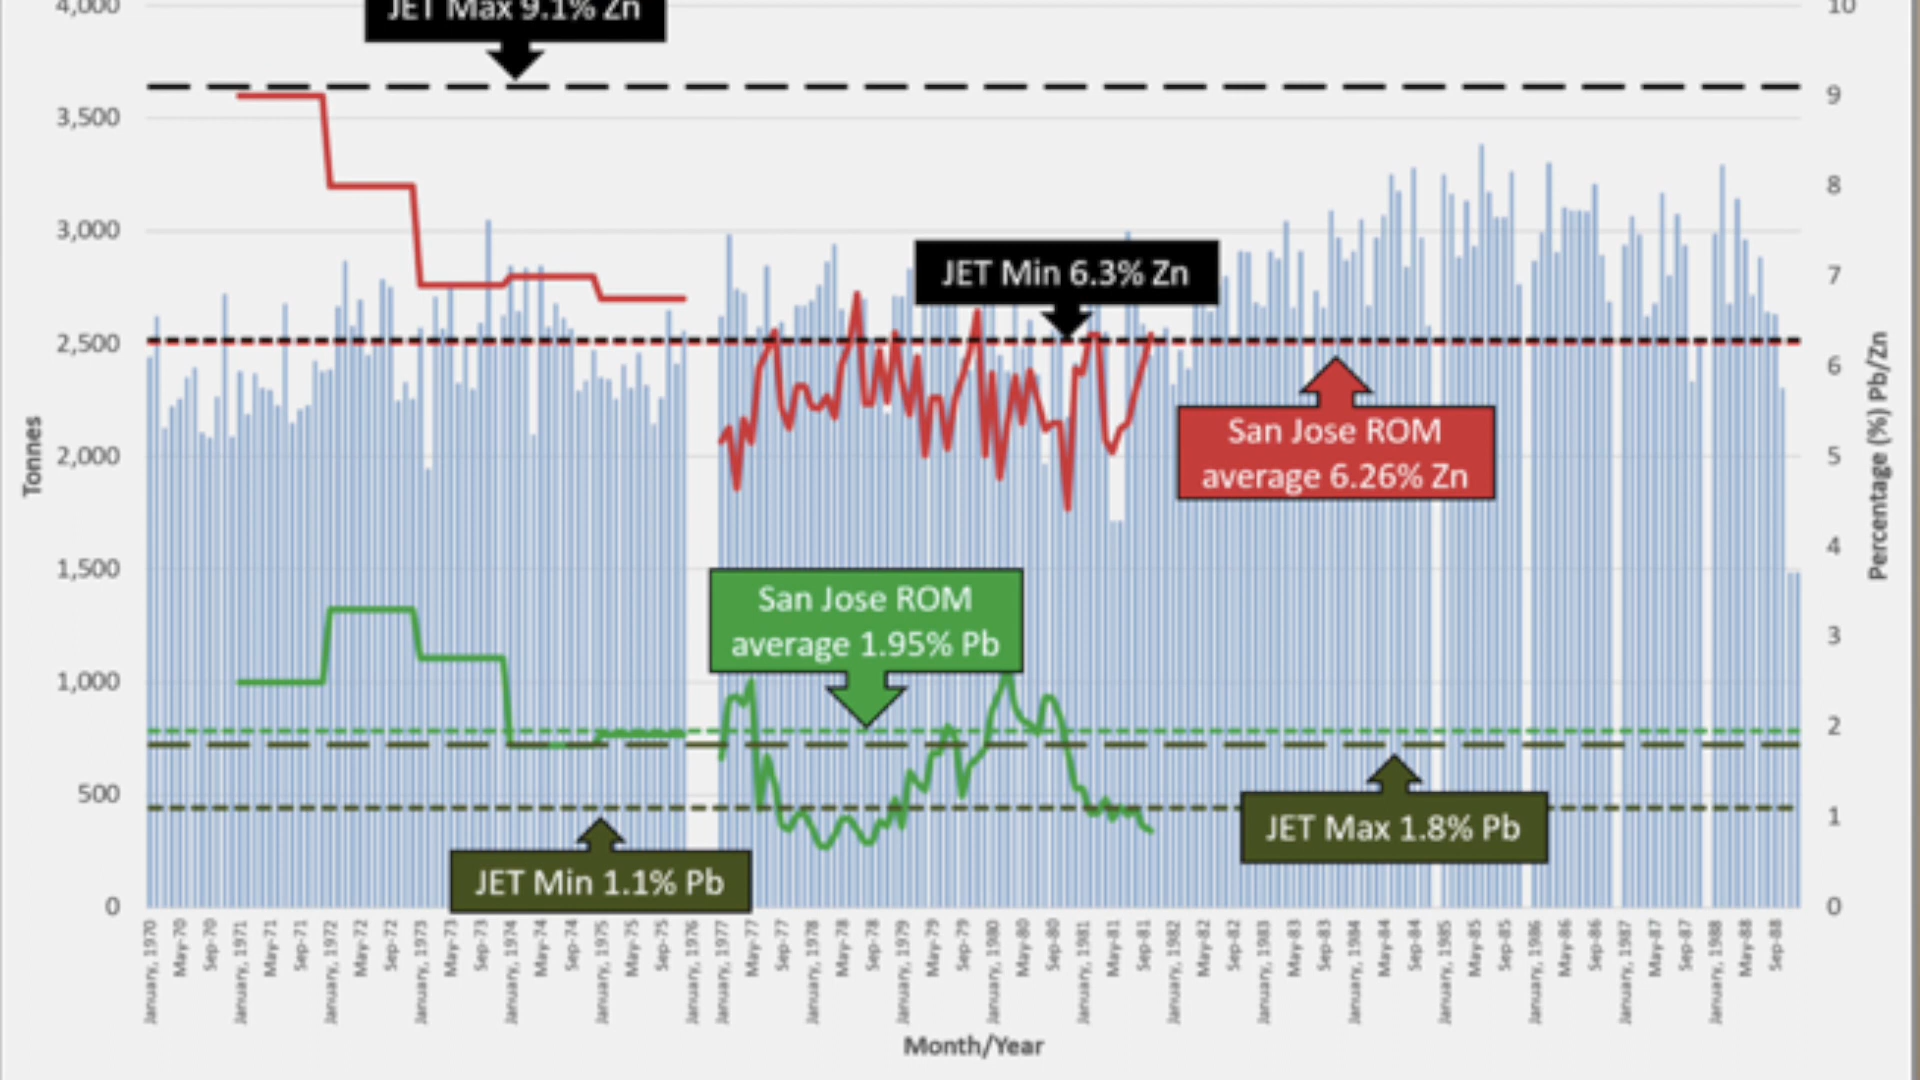 JET Max 9.1% Zn
4,000
3,500
3,000
2,500
2,000
1,500
1,000
500
0
Tonnes
10
9
8
7
6
5
4
3
2
1
0
Percentage (%) Pb/Zn
JET Min 6.3% Zn
San Jose ROM
average 6.26% Zn
San Jose ROM
average 1.95% Pb
JET Max 1.8% Pb
JET Min 1.1% Pb
January, 1970
May-70
Sep-70
January, 1971
May-71
Sep-71
January, 1972
May-72
Sep-72
January, 1973
May-73
Sep-73
January, 1974
May-74
Sep-74
January, 1975
May-75
Sep-75
January, 1976
January, 1977
May-77
Sep-77
January, 1978
May-78
Sep-78
January, 1979
May-79
Sep-79
January, 1980
May-80
Sep-80
January, 1981
May-81
Sep-81
January, 1982
May-82
Sep-82
January, 1983
May-83
Sep-83
January, 1984
May-84
Sep-84
January, 1985
May-85
Sep-85
January, 1986
May-86
Sep-86
January, 1987
May-87
Sep-87
January, 1988
May-88
Sep-88
Month/Year